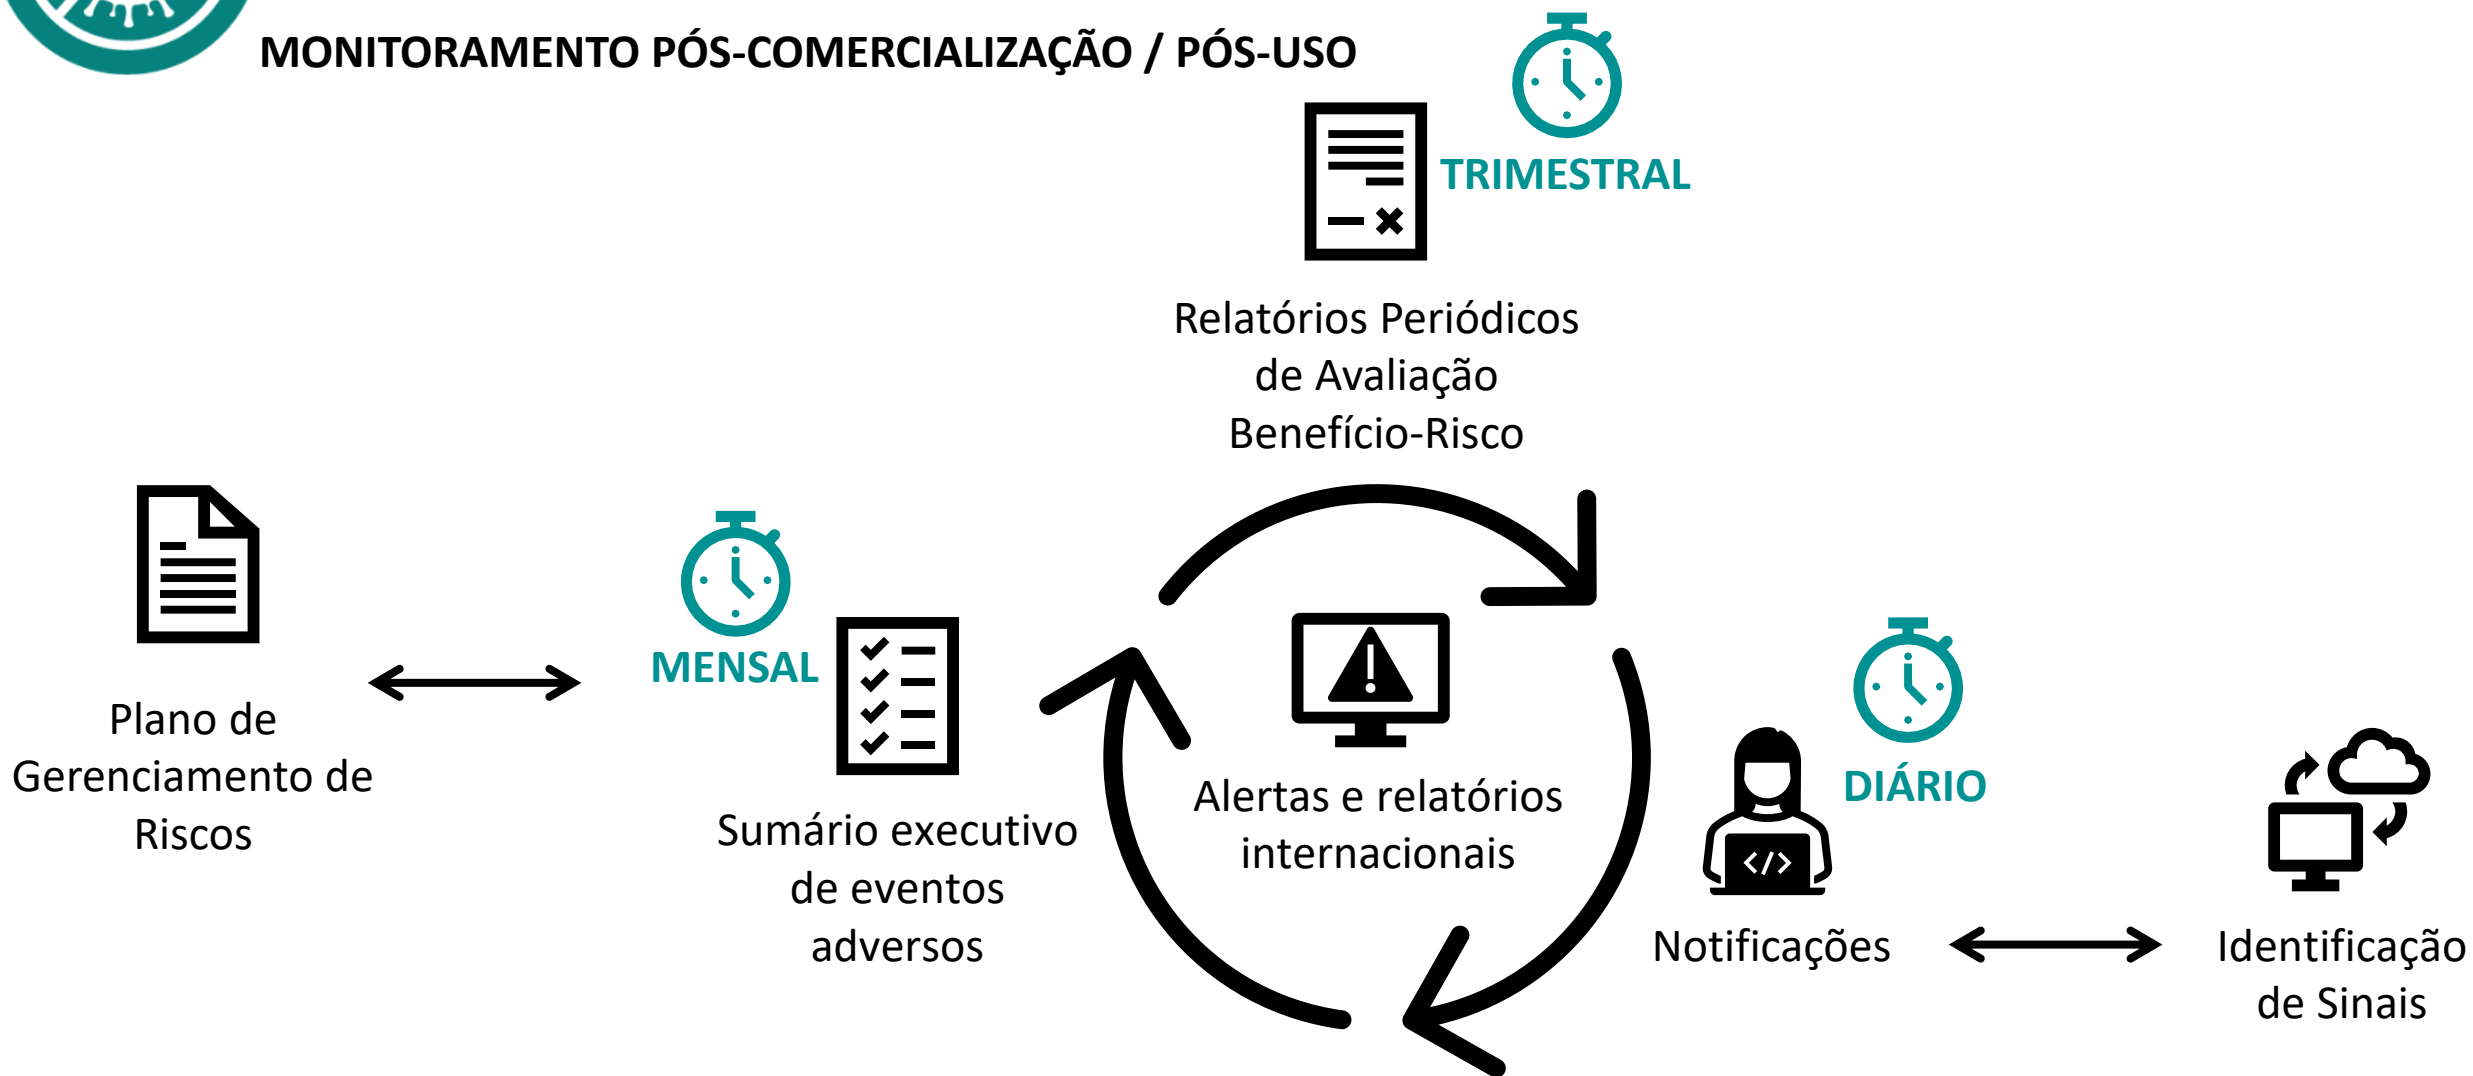 MONITORAMENTO PÓS-COMERCIALIZAÇÃO / PÓS-USO
TRIMESTRAL
Relatórios Periódicos
de Avaliação
Benefício-Risco
Plano de
Gerenciamento de
Riscos
MENSAL
Sumário executivo
de eventos
adversos
Alertas e relatórios
internacionais
DIÁRIO
</>
Notificações
Identificação
de Sinais